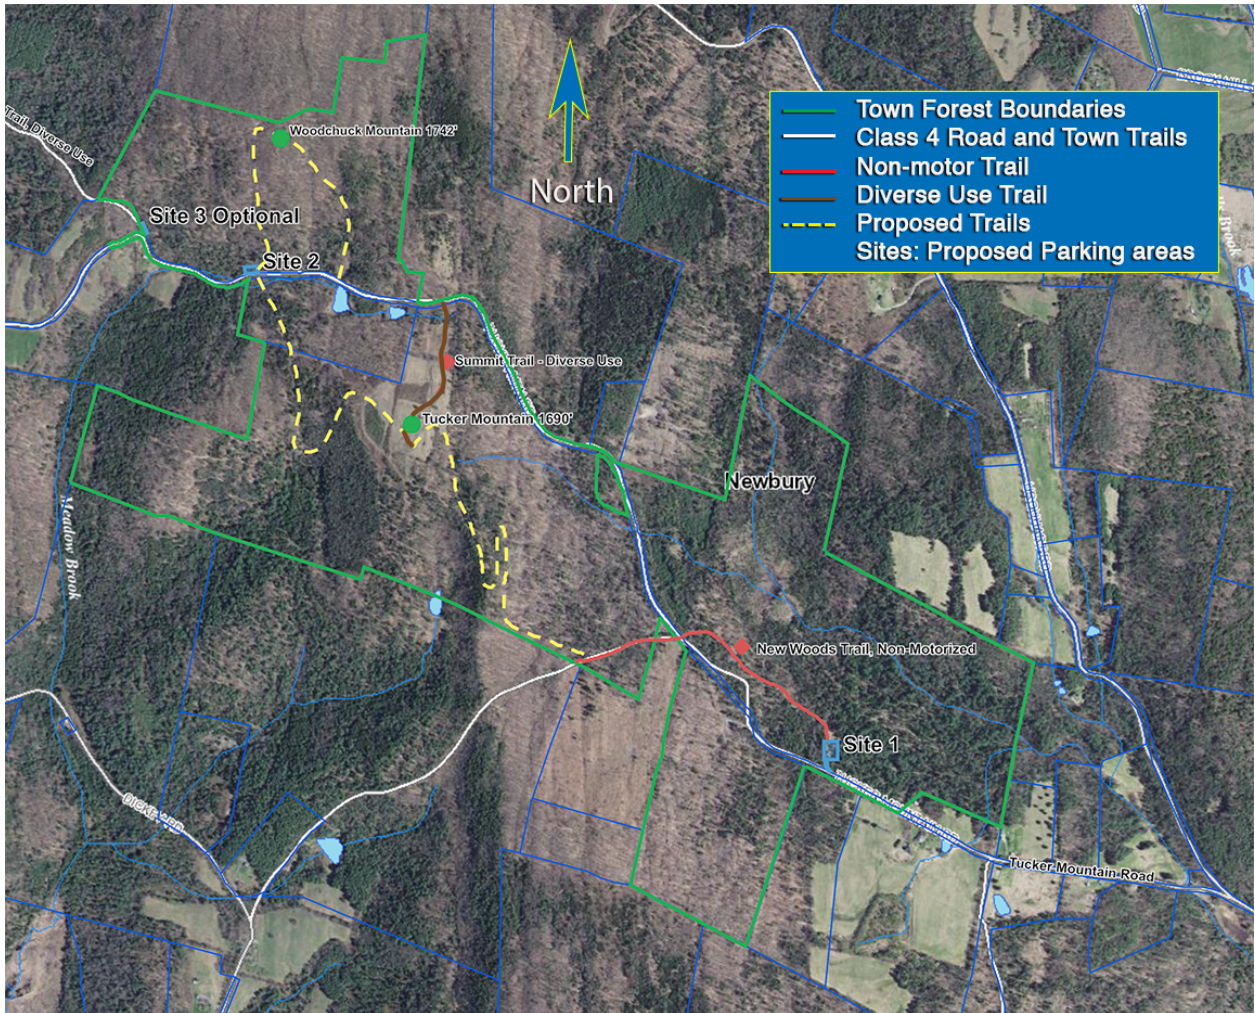 Town Forest Boundaries
Class 4 Road and Town Trails
Non-motor Trail
Diverse Use Trail
Proposed Trails
Sites: Proposed Parking areas
North
Woodchuck Mountain 1742'
Trail, Diverse Use
Site 3 Optional
Site 2
Summit Trail - Diverse Use
Tucker Mountain 1690'
Newbury
Meadow Brook
New Woods Trail, Non-Motorized
Site 1
Tucker Mountain Road
Brook